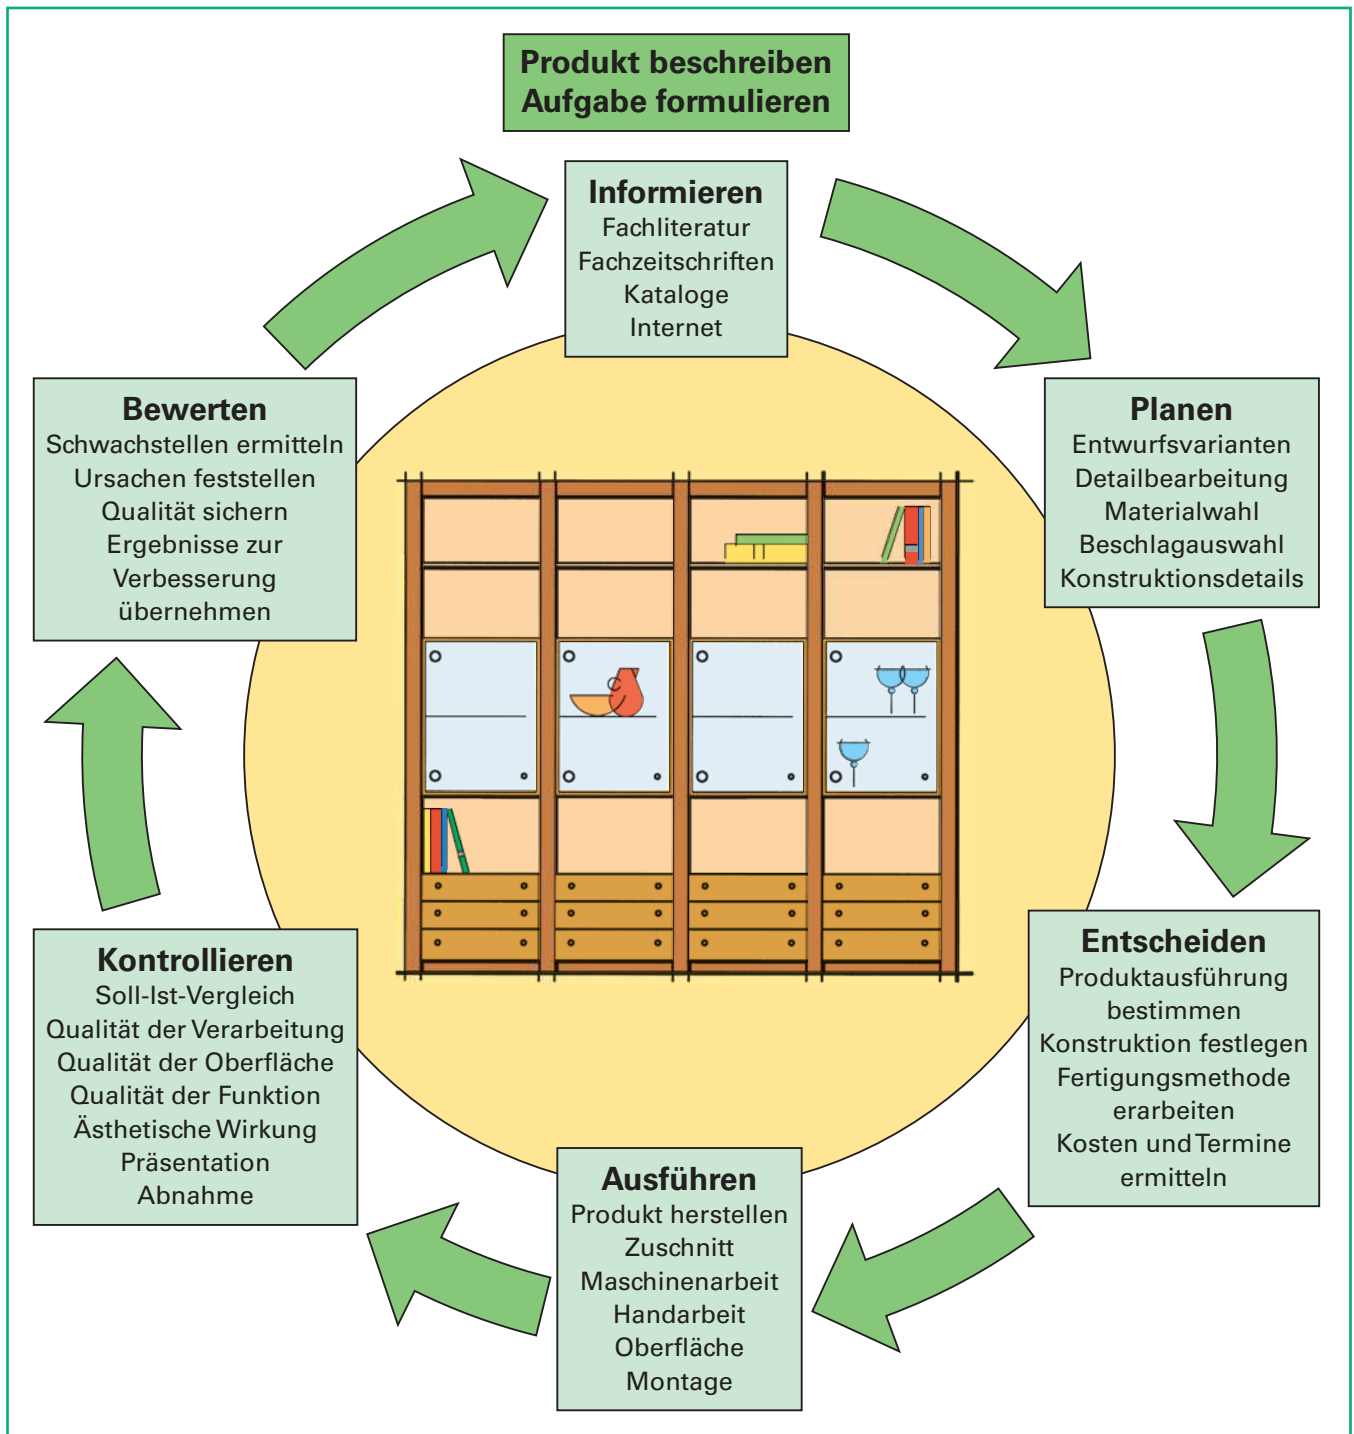 Produkt beschreiben
Aufgabe formulieren
Informieren
Fachliteratur
Fachzeitschriften
Kataloge
Internet
Planen
Entwurfsvarianten
Detailbearbeitung
Materialwahl
Beschlagauswahl
Konstruktionsdetails
Entscheiden
Produktausführung
bestimmen
Konstruktion festlegen
Fertigungsmethode
erarbeiten
Kosten und Termine
ermitteln
Ausführen
Produkt herstellen
Zuschnitt
Maschinenarbeit
Handarbeit
Oberfläche
Montage
Kontrollieren
Soll-Ist-Vergleich
Qualität der Verarbeitung
Qualität der Oberfläche
Qualität der Funktion
Ästhetische Wirkung
Präsentation
Abnahme
Bewerten
Schwachstellen ermitteln
Ursachen feststellen
Qualität sichern
Ergebnisse zur
Verbesserung
übernehmen